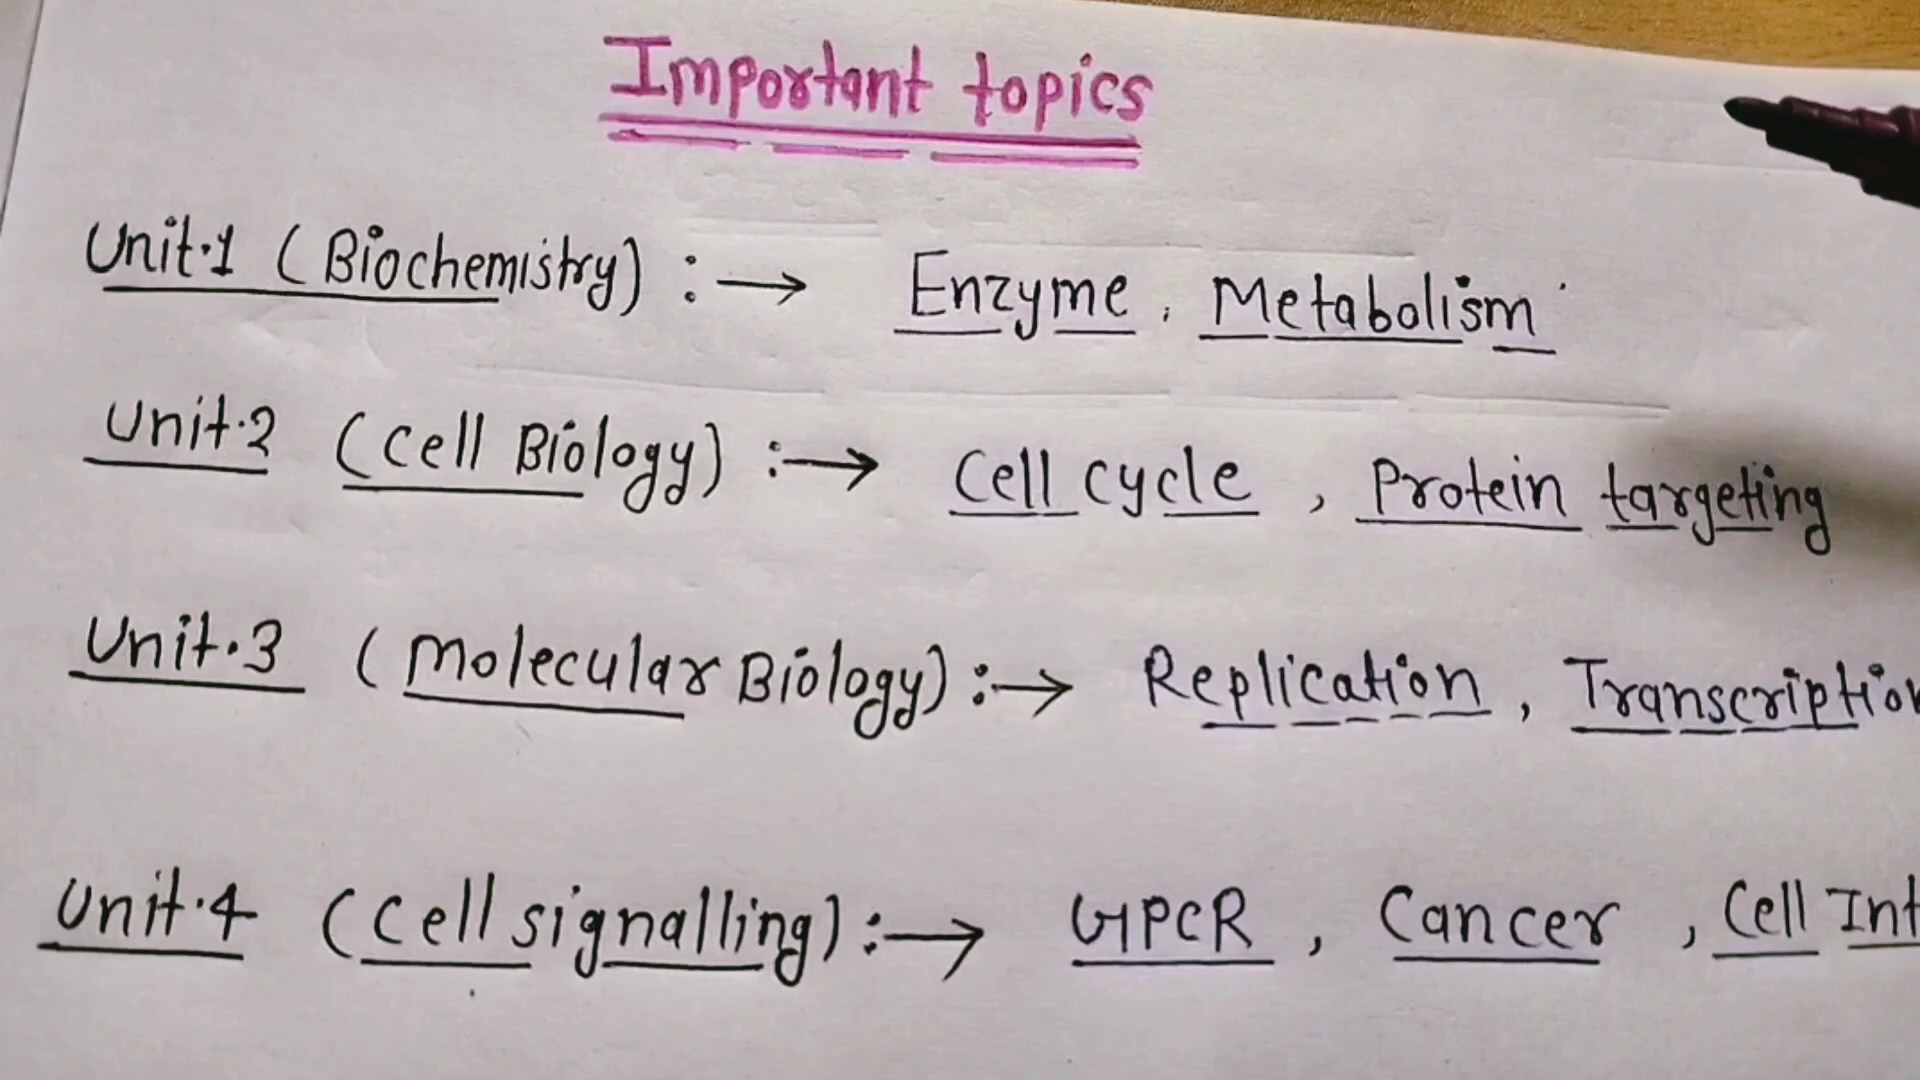 Important topics
Unit.1 (Biochemistry) :→ Enzyme, Metabolism
Unit.2 (Cell Biology) :→ Cell cycle, Protein targeting
Unit.3 (Molecular Biology) :→ Replication, Transcription
Unit.4 (Cell signalling) :→ GPCR, Cancer, Cell Int